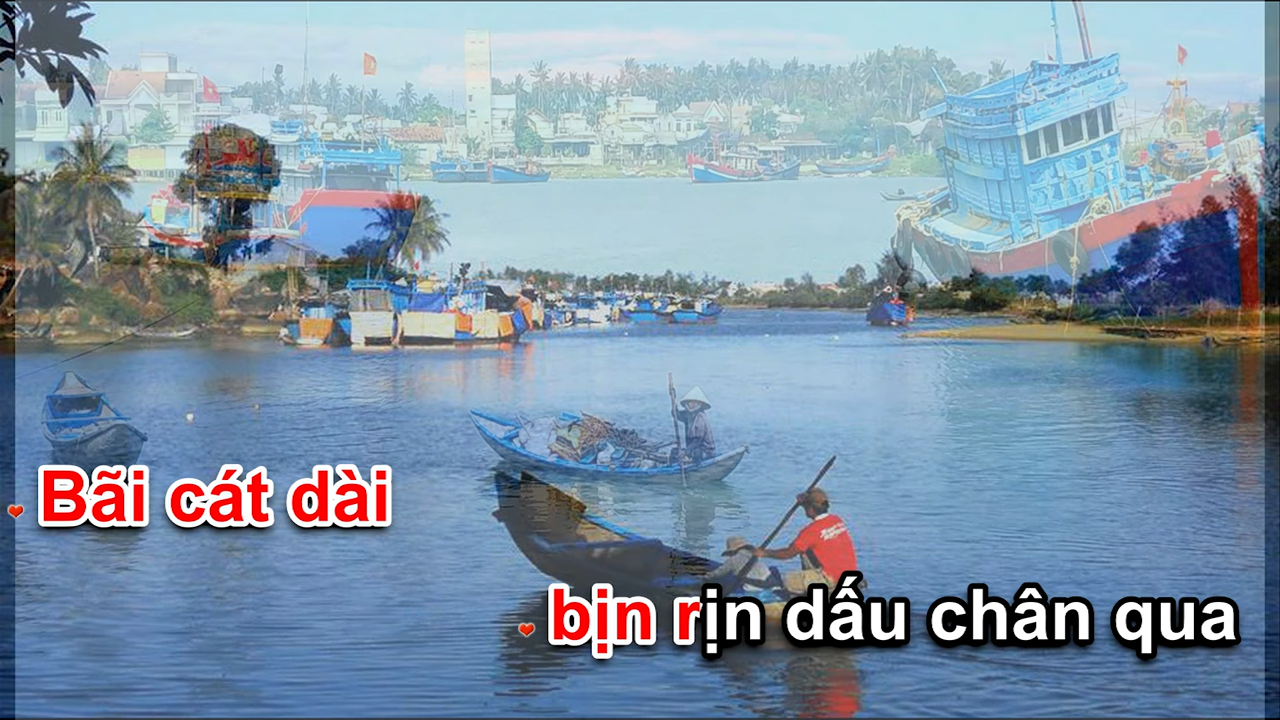 Bãi cát dài
bịn rịn dấu chân qua